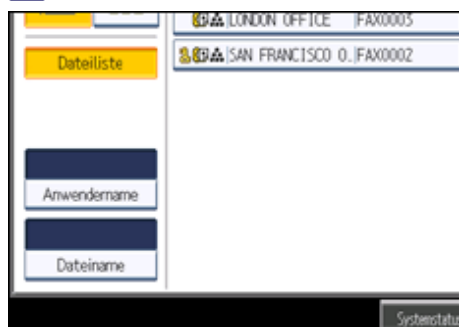 LONDON OFFICE FAX0003
Dateiliste
SAN FRANCISCO O. FAX0002
Anwendername
Dateiname
Systemstatus